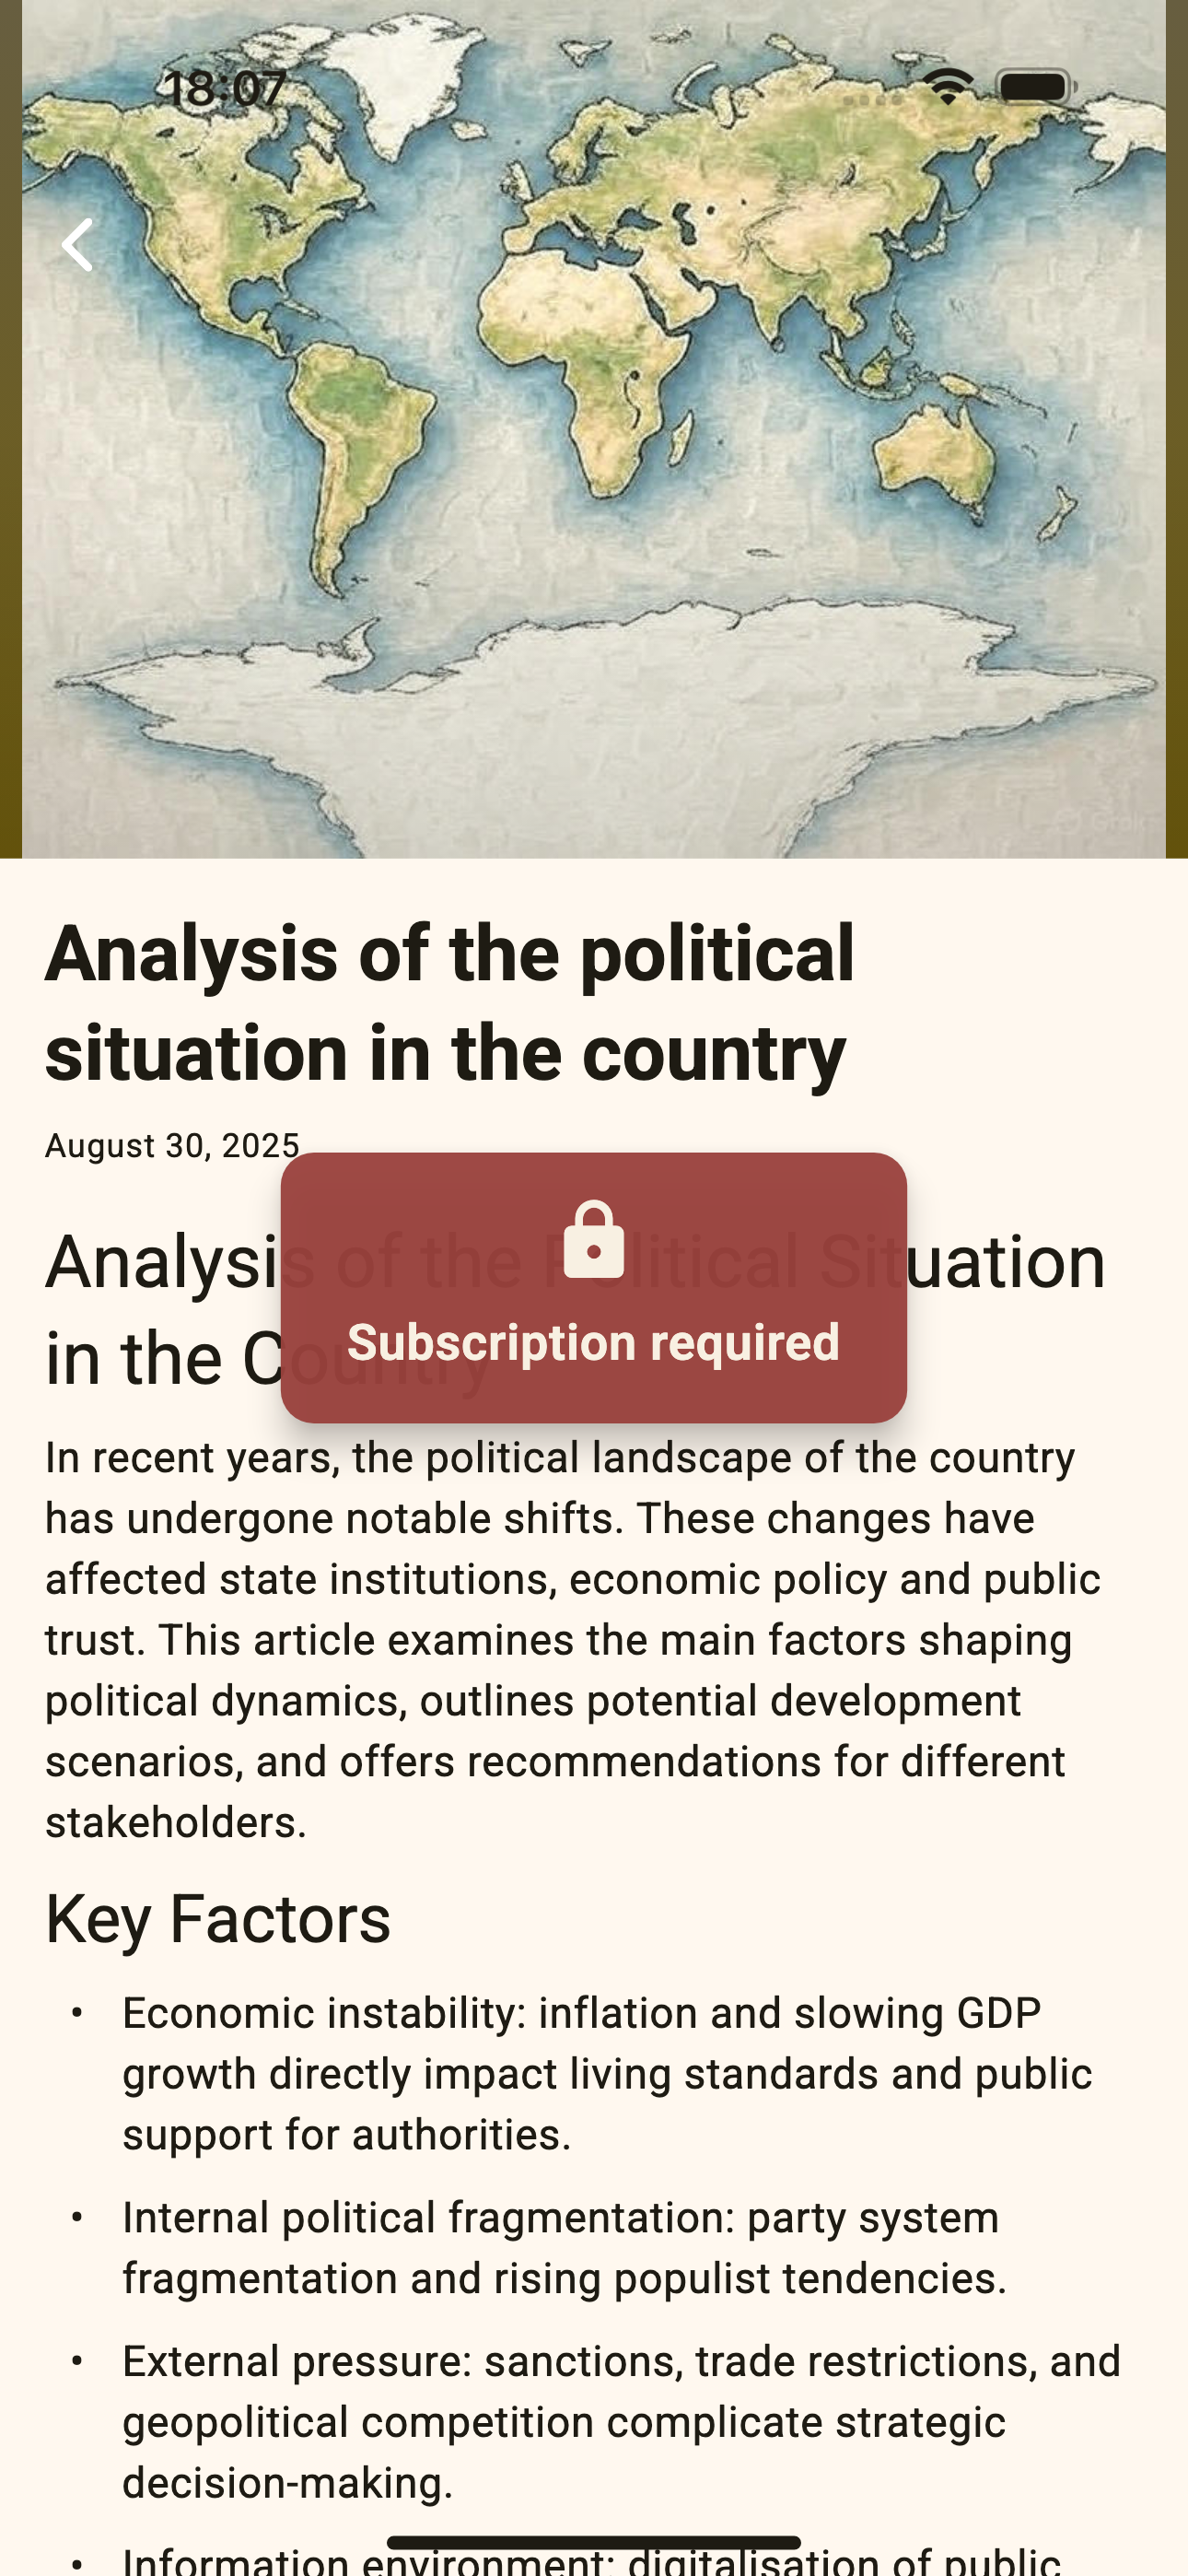 18:07
Grok
Analysis of the political
situation in the country
August 30, 2025
Analysis of the Political Situation
in the Country
Subscription required
In recent years, the political landscape of the country
has undergone notable shifts. These changes have
affected state institutions, economic policy and public
trust. This article examines the main factors shaping
political dynamics, outlines potential development
scenarios, and offers recommendations for different
stakeholders.
Key Factors
• Economic instability: inflation and slowing GDP
growth directly impact living standards and public
support for authorities.
• Internal political fragmentation: party system
fragmentation and rising populist tendencies.
• External pressure: sanctions, trade restrictions, and
geopolitical competition complicate strategic
decision-making.
• Information environment: digitalisation of public